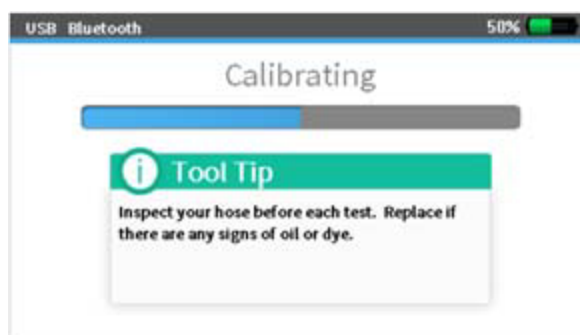 USB Bluetooth 50%
Calibrating
i Tool Tip
Inspect your hose before each test. Replace if
there are any signs of oil or dye.